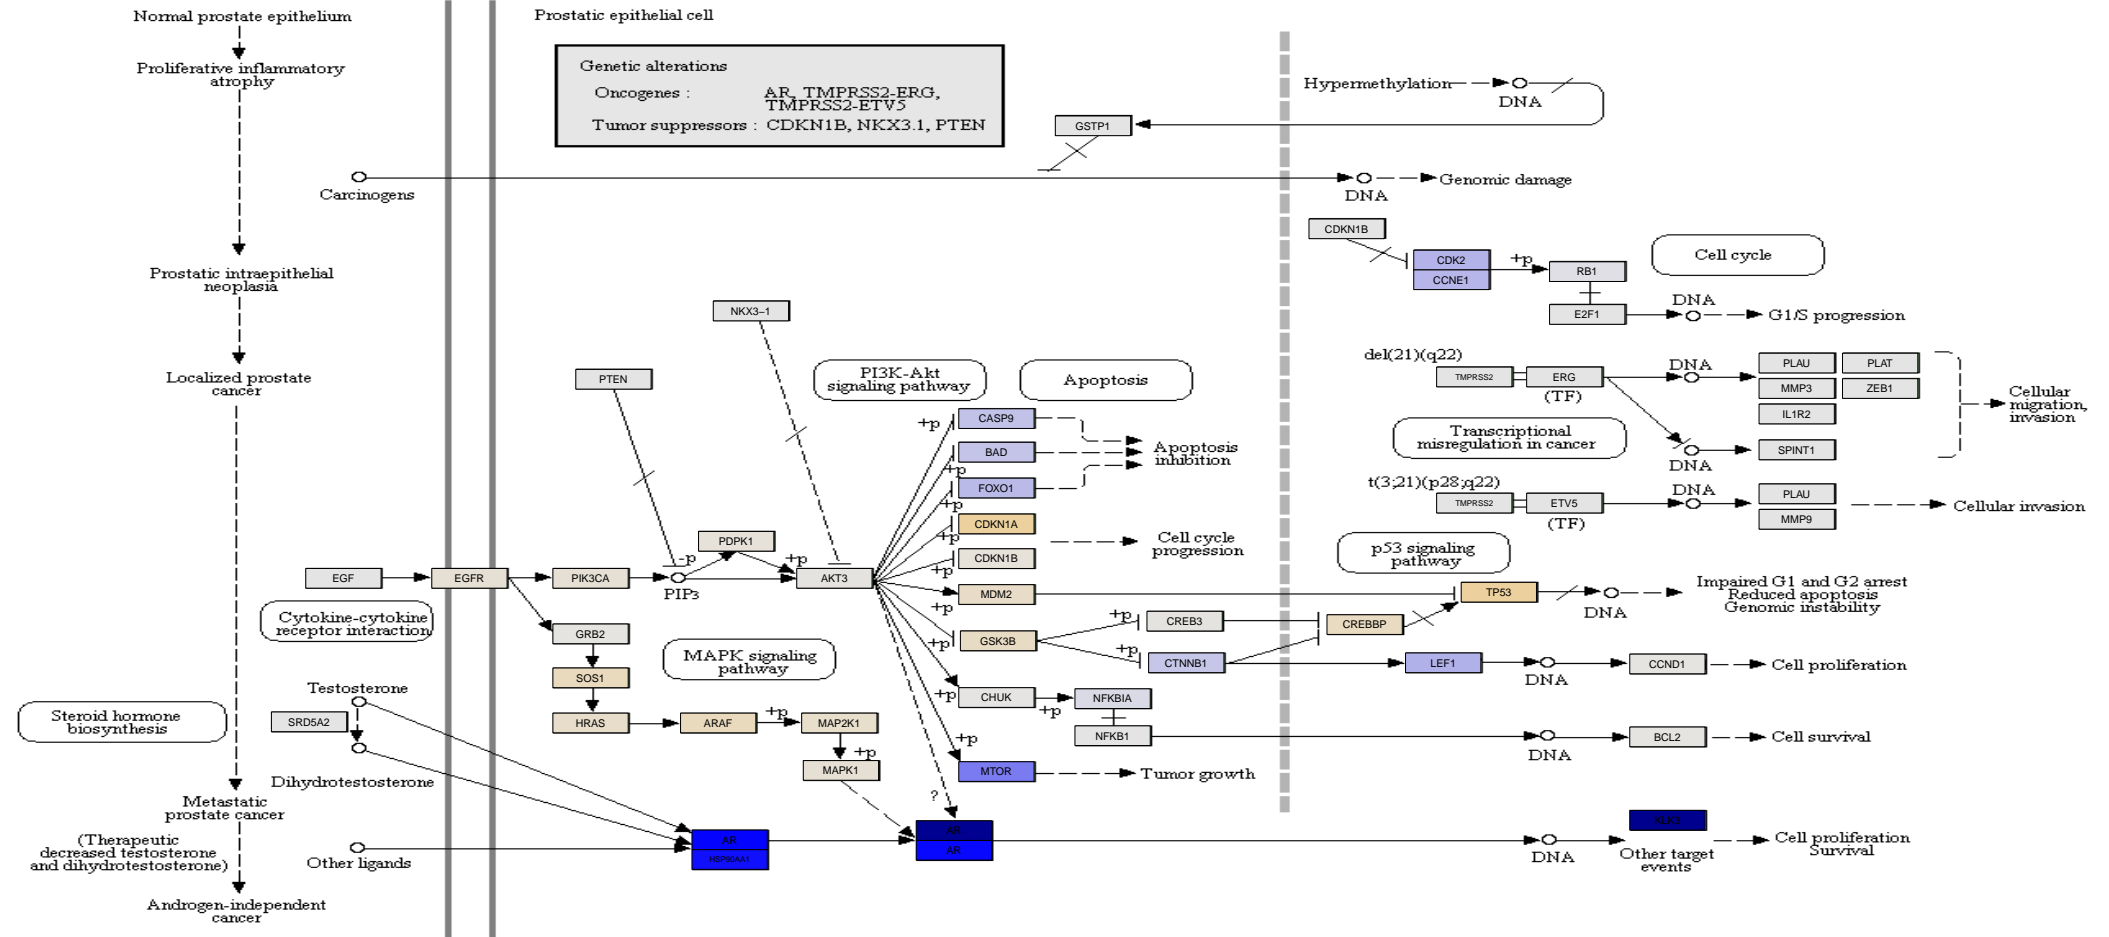 Normal prostate epithelium
Proliferative inflammatory
atrophy
Prostatic intraepithelial
neoplasia
Localized prostate
cancer
Steroid hormone
biosynthesis
Metastatic
prostate cancer
(Therapeutic
decreased testosterone
and dihydrotestosterone)
Androgen-independent
cancer
Prostatic epithelial cell
Genetic alterations
Oncogenes : AR, TMPRSS2-ERG,
TMPRSS2-ETV5
Tumor suppressors : CDKN1B, NKX3.1, PTEN
Hypermethylation
DNA
GSTP1
Carcinogens
DNA
Genomic damage
CDKN1B
CDK2
CCNE1
+p
RB1
E2F1
Cell cycle
DNA
G1/S progression
NKX3−1
PTEN
PI3K-Akt
signaling pathway
Apoptosis
del(21)(q22)
TMPRSS2
ERG
(TF)
DNA
PLAU
PLAT
MMP3
ZEB1
IL1R2
DNA
SPINT1
Cellular
migration,
invasion
Transcriptional
misregulation in cancer
t(3;21)(p28;q22)
TMPRSS2
ETV5
(TF)
DNA
PLAU
MMP9
Cellular invasion
+p
CASP9
+p
BAD
+p
FOXO1
+p
CDKN1A
+p
CDKN1B
+p
MDM2
+p
GSK3B
+p
CHUK
+p
MTOR
Apoptosis
inhibition
Cell cycle
progression
p53 signaling
pathway
EGF
EGFR
PIK3CA
PIP3
-p
PDPK1
+p
AKT3
Cytokine-cytokine
receptor interaction
GRB2
SOS1
HRAS
ARAF
+p
MAP2K1
+p
MAPK1
MAPK signaling
pathway
+p
CREB3
+p
CTNNB1
CREBBP
TP53
DNA
Impaired G1 and G2 arrest
Reduced apoptosis
Genomic instability
LEF1
DNA
CCND1
Cell proliferation
+p
NFKBIA
NFKB1
DNA
BCL2
Cell survival
Tumor growth
?
Testosterone
SRD5A2
Dihydrotestosterone
Other ligands
AR
HSP90AA1
AR
AR
DNA
KLK3
Other target
events
Cell proliferation
Survival